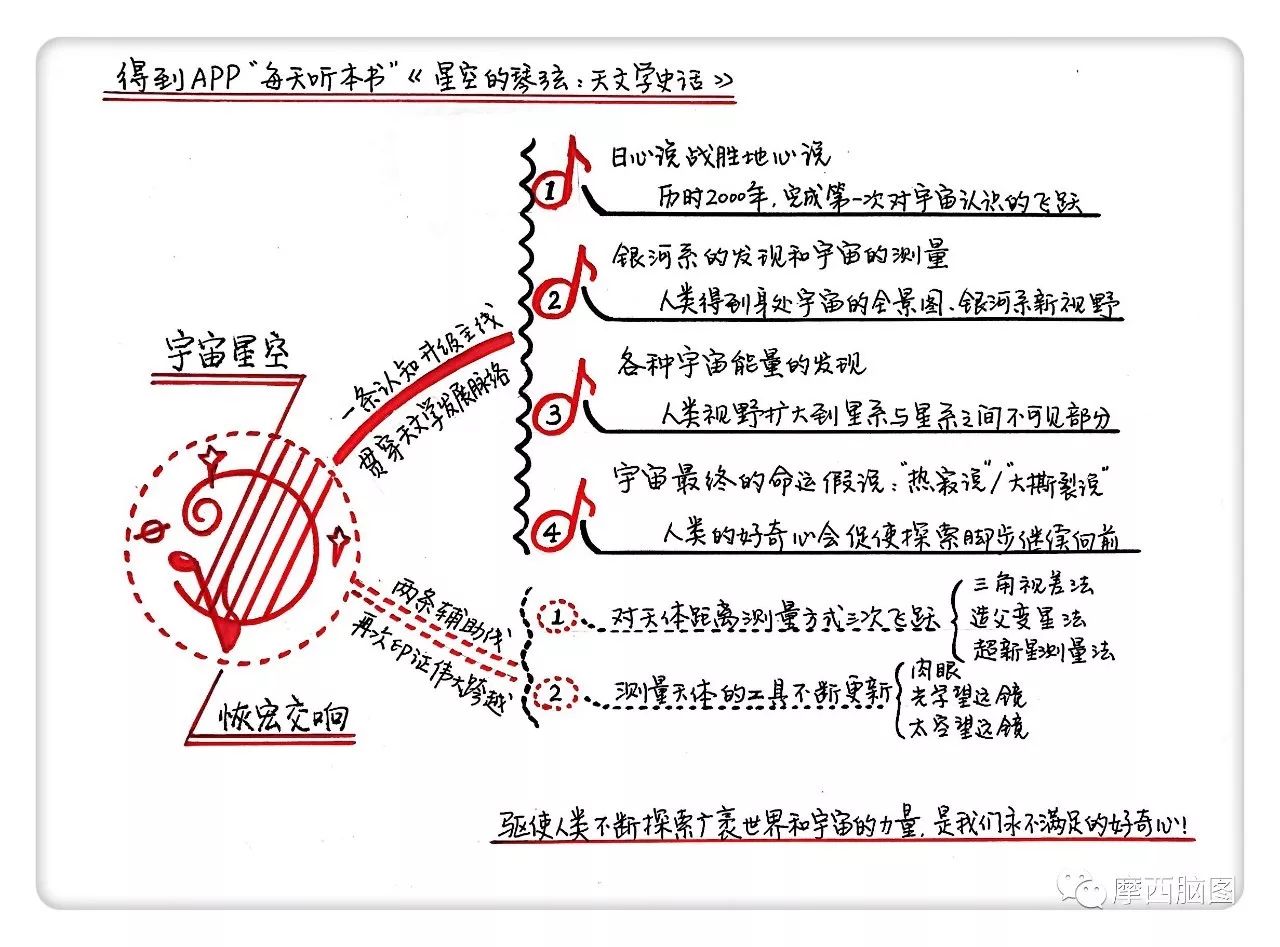 得到APP“每天听本书”《星空的琴弦：天文学史话》
宇宙星空
恢宏交响
一条认知升级主线
贯穿天文学发展脉络
1
日心说战胜地心说
历时2000年，完成第一次对宇宙认识的飞跃
2
银河系的发现和宇宙的测量
人类得到身处宇宙的全景图、银河系新视野
3
各种宇宙能量的发现
人类视野扩大到星系与星系之间不可见部分
4
宇宙最终的命运假说：“热寂说”/“大撕裂说”
人类的好奇心会促使探索脚步继续向前
两条辅助线
再次印证伟大跨越
1
对天体距离测量方式三次飞跃
三角视差法
造父变星法
超新星测量法
2
测量天体的工具不断更新
肉眼
光学望远镜
太空望远镜
驱使人类不断探索广袤世界和宇宙的力量，是我们永不满足的好奇心！
摩西脑图